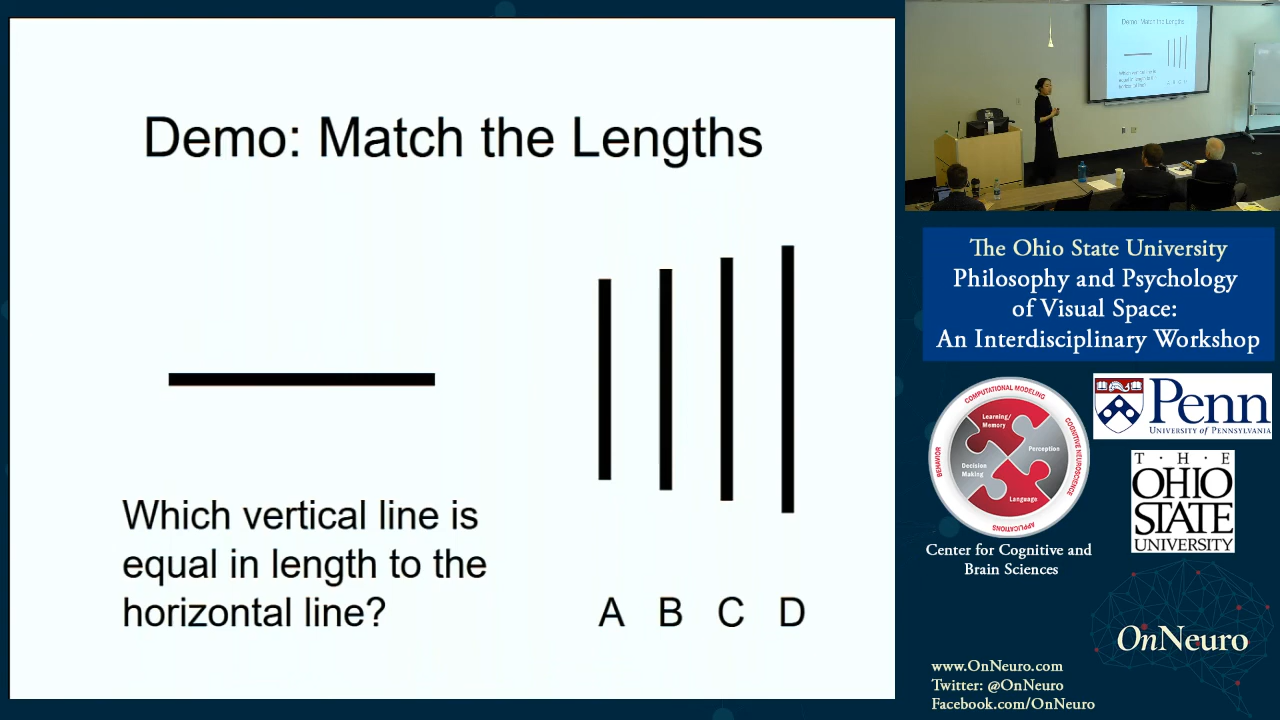 Demo: Match the Lengths
Which vertical line is
equal in length to the
horizontal line?
A B C D
Demo: Match the Lengths
The Ohio State University
Philosophy and Psychology
of Visual Space:
An Interdisciplinary Workshop
COMPUTATIONAL MODELING
COGNITIVE NEUROSCIENCE
APPLICATIONS
BEHAVIOR
Learning/
Memory
Perception
Decision
Making
Language
Center for Cognitive and
Brain Sciences
Penn
UNIVERSITY OF PENNSYLVANIA
T · H · E
OHIO
STATE
UNIVERSITY
OnNeuro
www.OnNeuro.com
Twitter: @OnNeuro
Facebook.com/OnNeuro